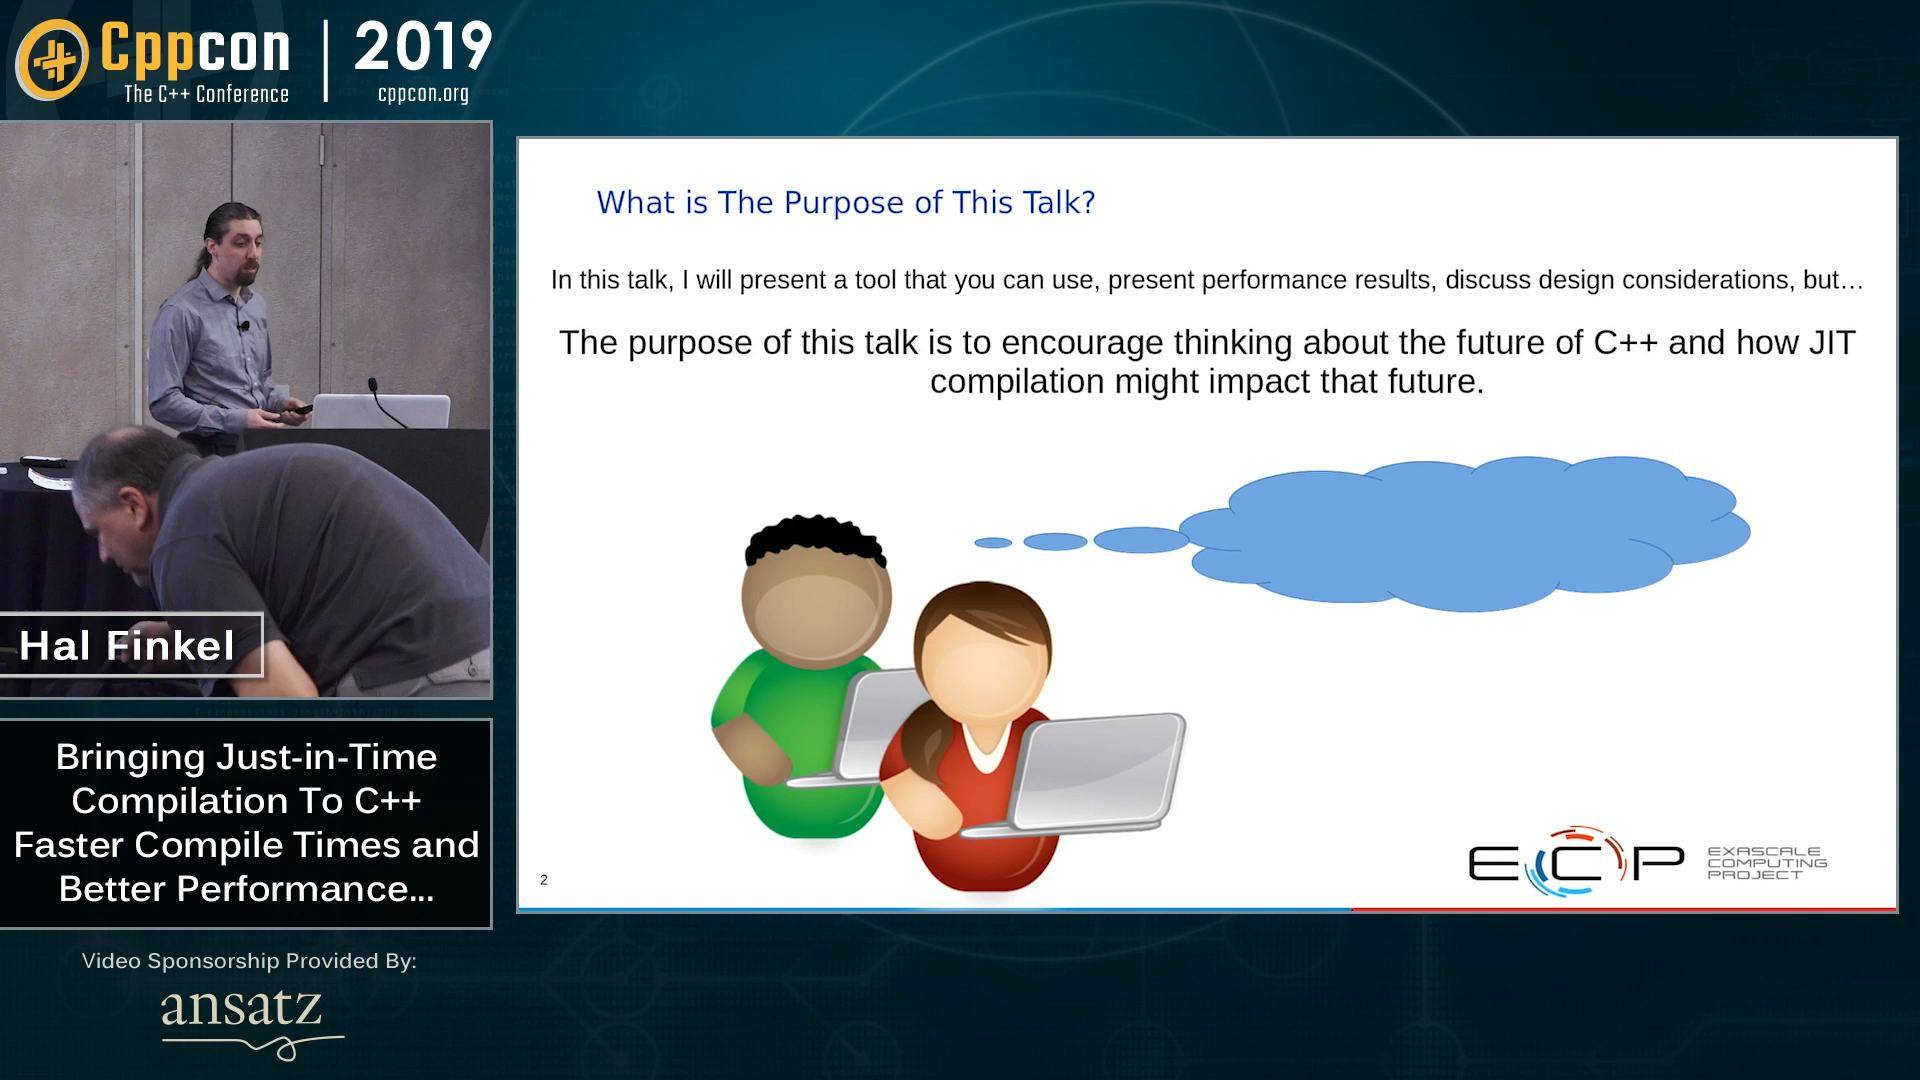 Cppcon
The C++ Conference
2019
cppcon.org
What is The Purpose of This Talk?
In this talk, I will present a tool that you can use, present performance results, discuss design considerations, but…
The purpose of this talk is to encourage thinking about the future of C++ and how JIT
compilation might impact that future.
Hal Finkel
Bringing Just-in-Time
Compilation To C++
Faster Compile Times and
Better Performance...
Video Sponsorship Provided By:
ansatz
2
ECP
EXASCALE
COMPUTING
PROJECT